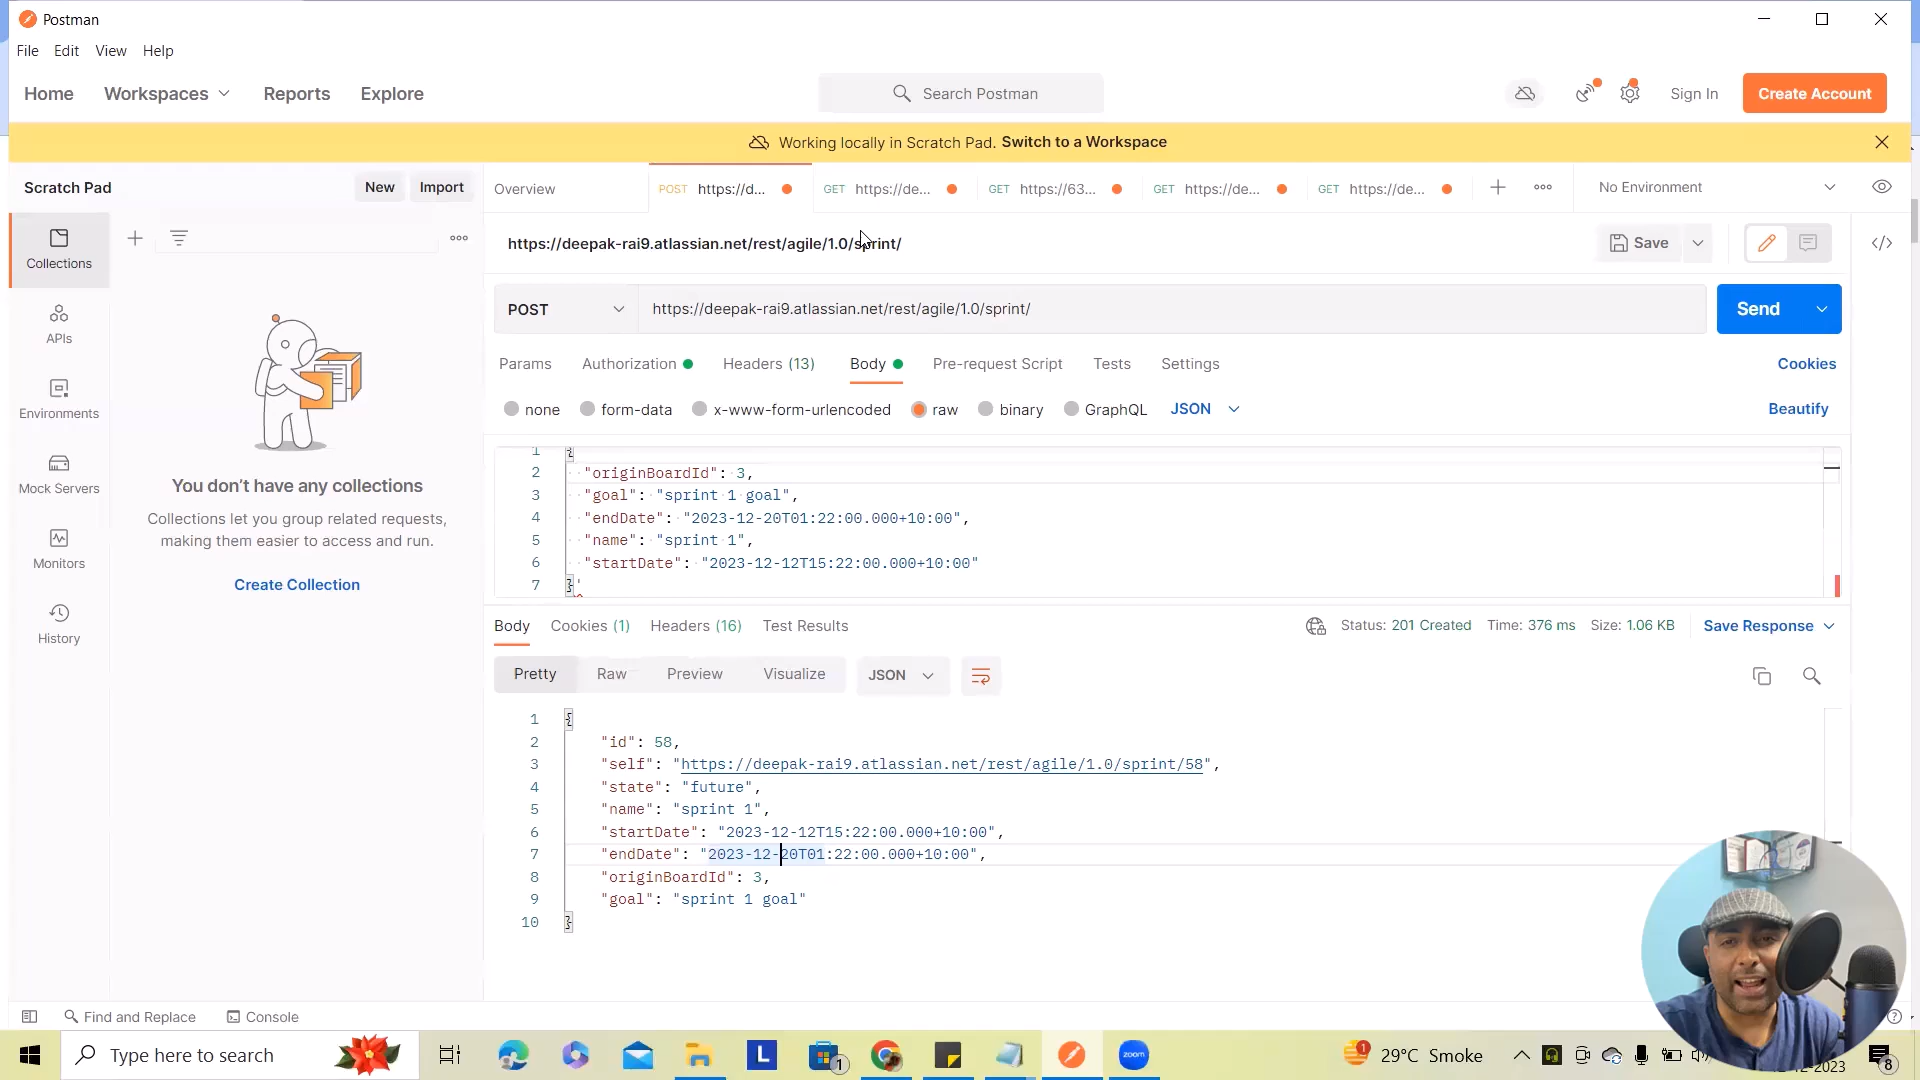 Postman
File Edit View Help
Home Workspaces Reports Explore Search Postman Sign In Create Account
Working locally in Scratch Pad. Switch to a Workspace
Scratch Pad New Import Overview POST https://d... GET https://de... GET https://63... GET https://de... GET https://de... No Environment
https://deepak-rai9.atlassian.net/rest/agile/1.0/sprint/ Save
Collections
POST https://deepak-rai9.atlassian.net/rest/agile/1.0/sprint/ Send
APIs
Params Authorization Headers (13) Body Pre-request Script Tests Settings Cookies
Environments
none form-data x-www-form-urlencoded raw binary GraphQL JSON Beautify
1 {
2 "originBoardId": 3,
3 "goal": "sprint 1 goal",
4 "endDate": "2023-12-20T01:22:00.000+10:00",
5 "name": "sprint 1",
6 "startDate": "2023-12-12T15:22:00.000+10:00"
7 }'
Mock Servers
You don't have any collections
Collections let you group related requests,
making them easier to access and run.
Create Collection
Monitors
History
Body Cookies (1) Headers (16) Test Results Status: 201 Created Time: 376 ms Size: 1.06 KB Save Response
Pretty Raw Preview Visualize JSON
1 {
2 "id": 58,
3 "self": "https://deepak-rai9.atlassian.net/rest/agile/1.0/sprint/58",
4 "state": "future",
5 "name": "sprint 1",
6 "startDate": "2023-12-12T15:22:00.000+10:00",
7 "endDate": "2023-12-20T01:22:00.000+10:00",
8 "originBoardId": 3,
9 "goal": "sprint 1 goal"
10 }
Find and Replace Console
Type here to search L 1 zoom 1 29°C Smoke 8